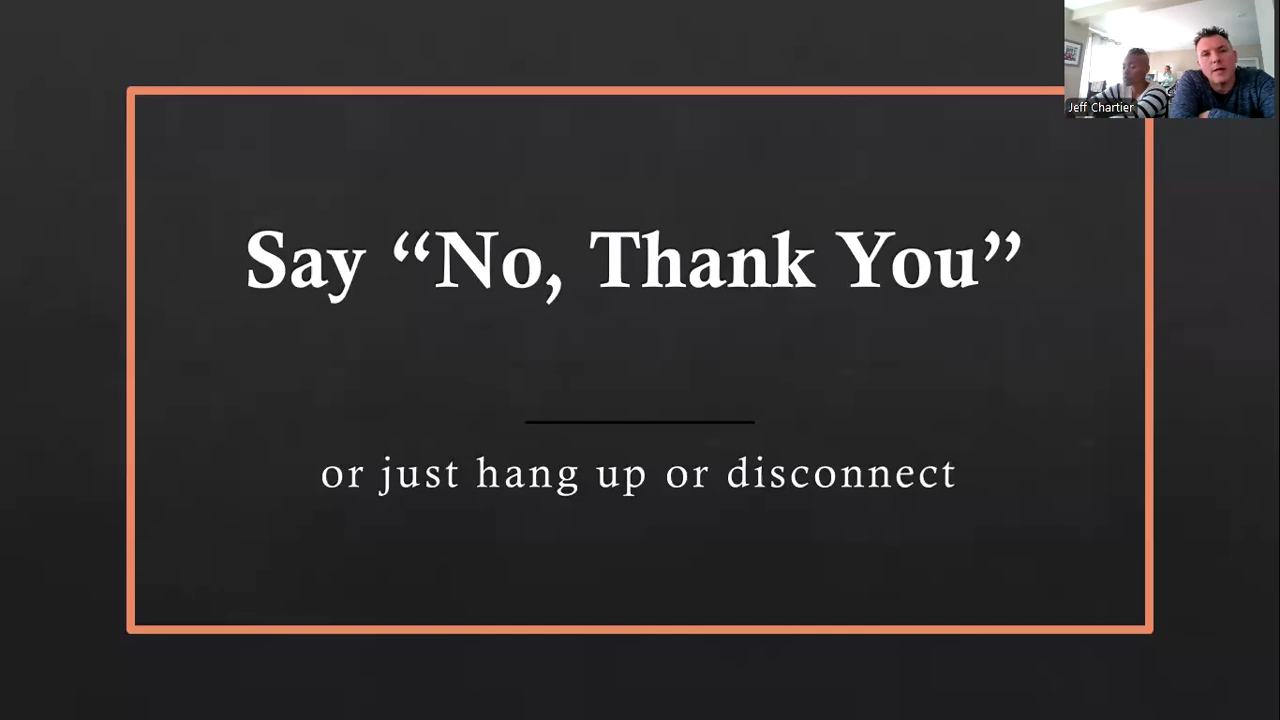 Jeff Chartier
Say “No, Thank You”
or just hang up or disconnect